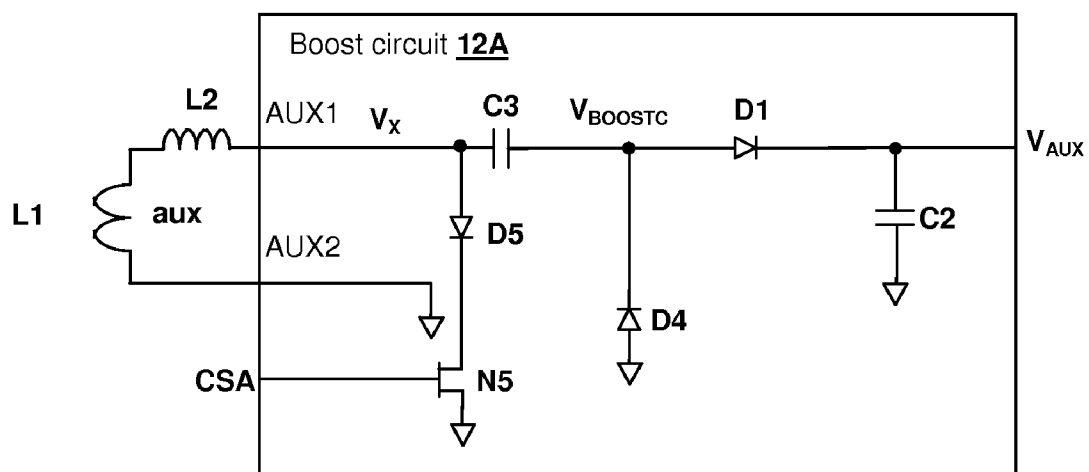 Boost circuit 12A
L2
AUX1
VX
C3
VBOOSTC
D1
VAUX
L1
aux
D5
C2
AUX2
D4
CSA
N5